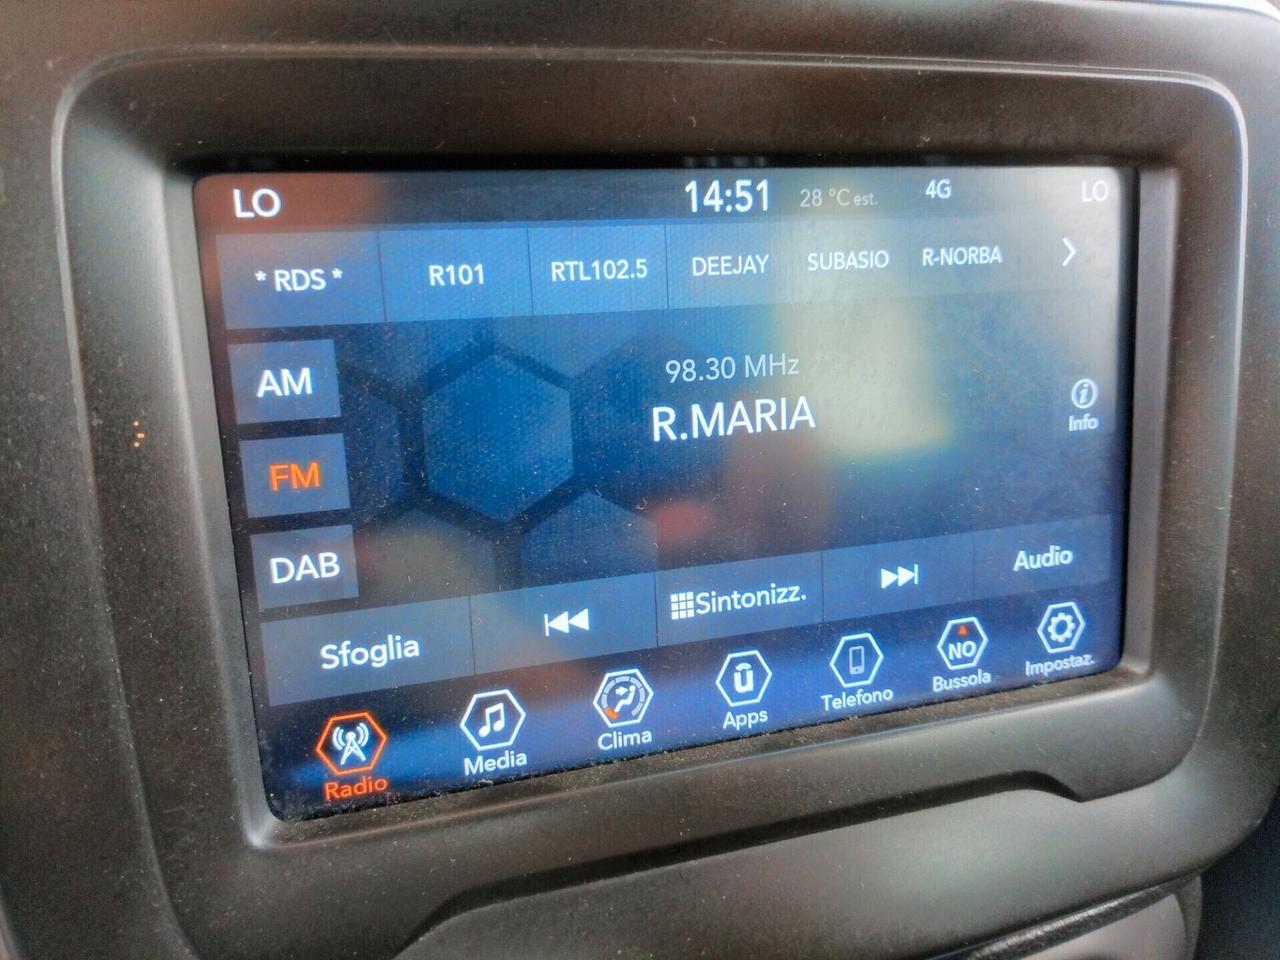 LO 14:51 28 °C est. 4G LO
* RDS * R101 RTL102.5 DEEJAY SUBASIO R-NORBA
98.30 MHz
AM R.MARIA
Info
FM
DAB
Sfoglia Sintonizz. Audio
NO
Radio Media Clima Apps Telefono Bussola Impostaz.